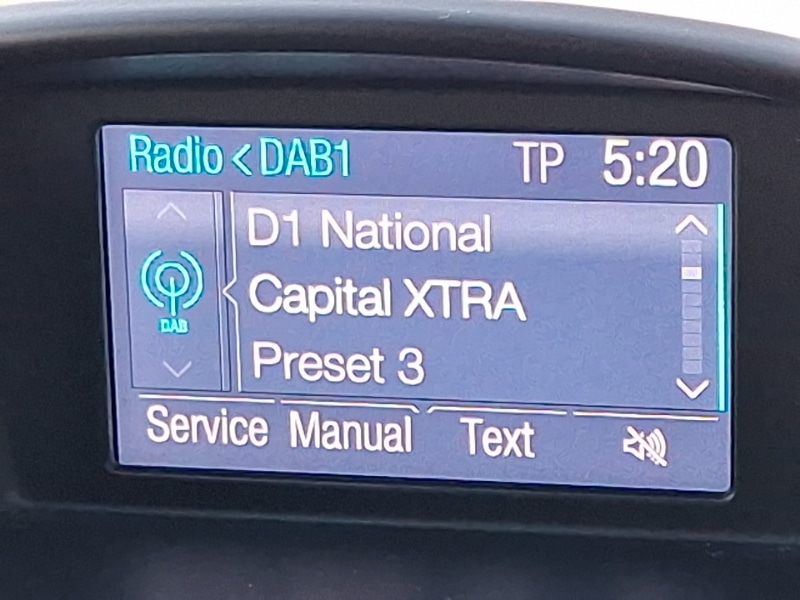 Radio < DAB1 TP 5:20
D1 National
DAB
Capital XTRA
Preset 3
Service Manual Text